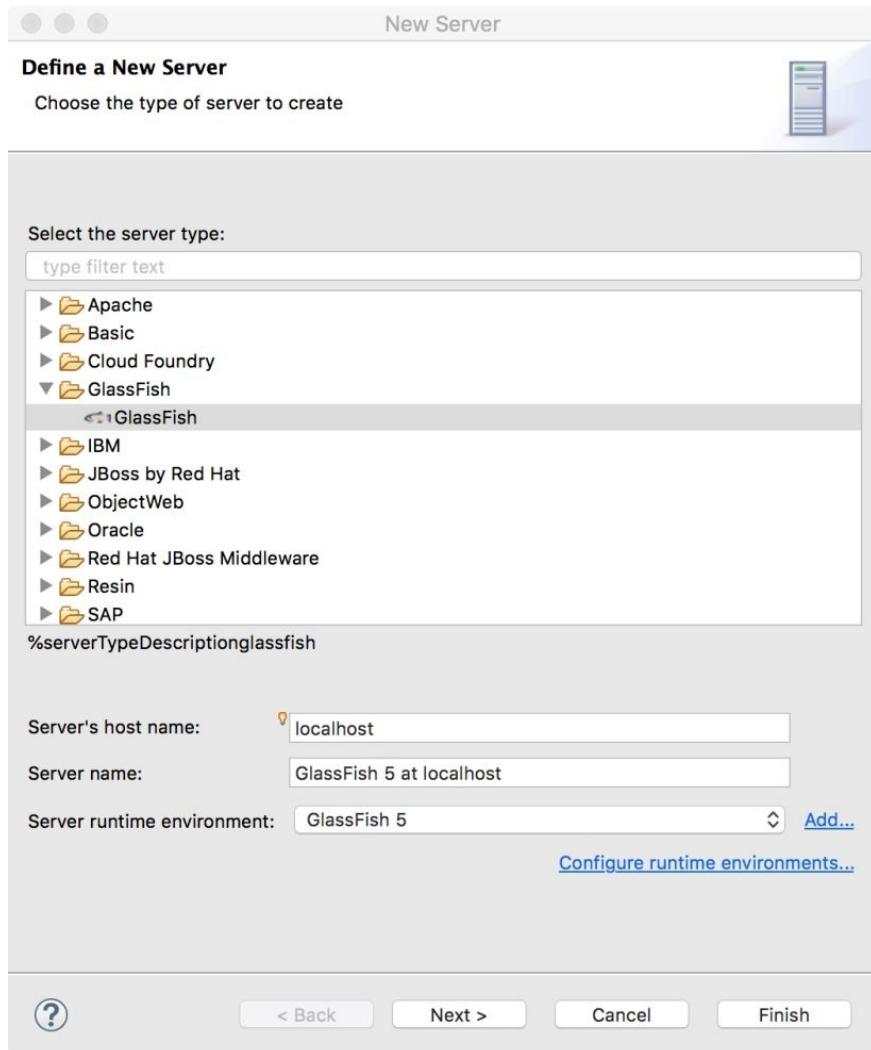 New Server
Define a New Server
Choose the type of server to create
Select the server type:
type filter text
Apache
Basic
Cloud Foundry
GlassFish
GlassFish
IBM
JBoss by Red Hat
ObjectWeb
Oracle
Red Hat JBoss Middleware
Resin
SAP
%serverTypeDescriptionglassfish
Server's host name: localhost
Server name: GlassFish 5 at localhost
Server runtime environment: GlassFish 5 Add...
Configure runtime environments...
? < Back Next > Cancel Finish